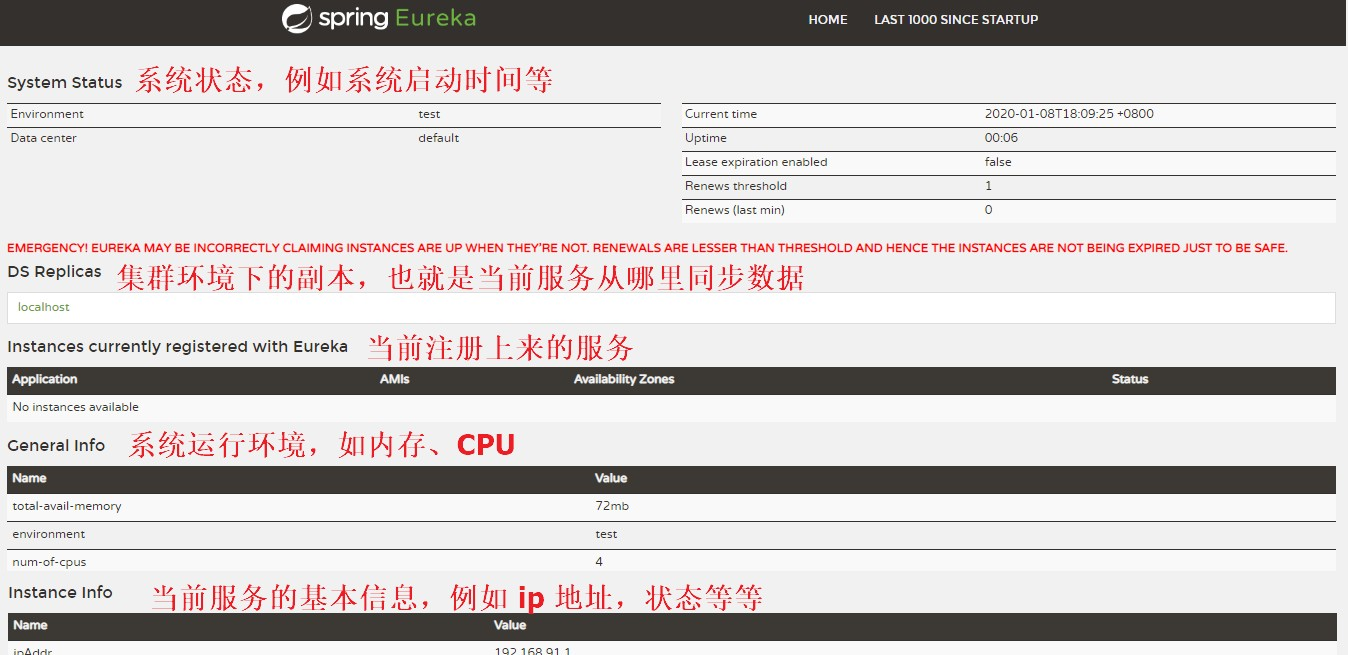 spring Eureka HOME LAST 1000 SINCE STARTUP
System Status 系统状态，例如系统启动时间等
Environment test
Data center default
Current time 2020-01-08T18:09:25 +0800
Uptime 00:06
Lease expiration enabled false
Renews threshold 1
Renews (last min) 0
EMERGENCY! EUREKA MAY BE INCORRECTLY CLAIMING INSTANCES ARE UP WHEN THEY'RE NOT. RENEWALS ARE LESSER THAN THRESHOLD AND HENCE THE INSTANCES ARE NOT BEING EXPIRED JUST TO BE SAFE.
DS Replicas 集群环境下的副本，也就是当前服务从哪里同步数据
localhost
Instances currently registered with Eureka 当前注册上来的服务
Application AMIs Availability Zones Status
No instances available
General Info 系统运行环境，如内存、CPU
Name Value
total-avail-memory 72mb
environment test
num-of-cpus 4
Instance Info 当前服务的基本信息，例如 ip 地址，状态等等
Name Value
ipAddr 192.168.91.1